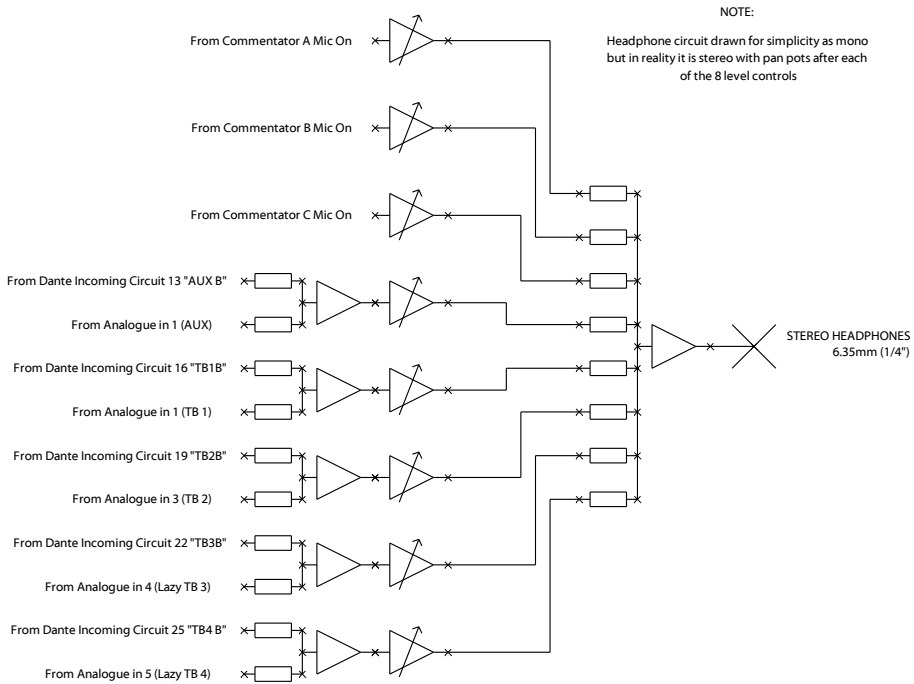 NOTE:
Headphone circuit drawn for simplicity as mono
but in reality it is stereo with pan pots after each
of the 8 level controls
From Commentator A Mic On
From Commentator B Mic On
From Commentator C Mic On
From Dante Incoming Circuit 13 "AUX B"
From Analogue in 1 (AUX)
From Dante Incoming Circuit 16 "TB1B"
From Analogue in 1 (TB 1)
From Dante Incoming Circuit 19 "TB2B"
From Analogue in 3 (TB 2)
From Dante Incoming Circuit 22 "TB3B"
From Analogue in 4 (Lazy TB 3)
From Dante Incoming Circuit 25 "TB4 B"
From Analogue in 5 (Lazy TB 4)
STEREO HEADPHONES
6.35mm (1/4")